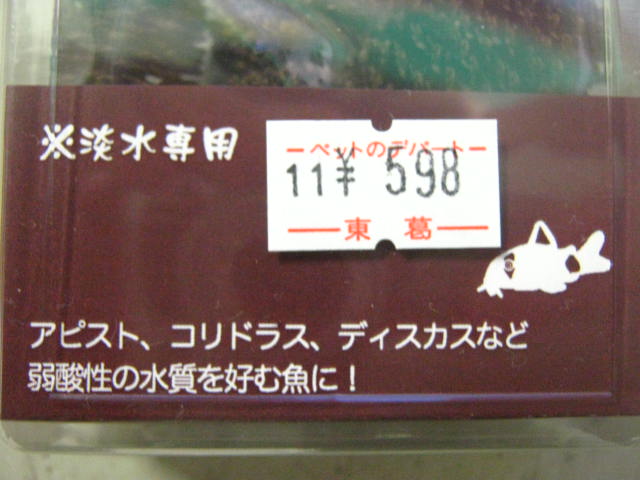 ※淡水専用
ーペットのデパートー
11¥ 598
東葛
アピスト、コリドラス、ディスカスなど
弱酸性の水質を好む魚に！